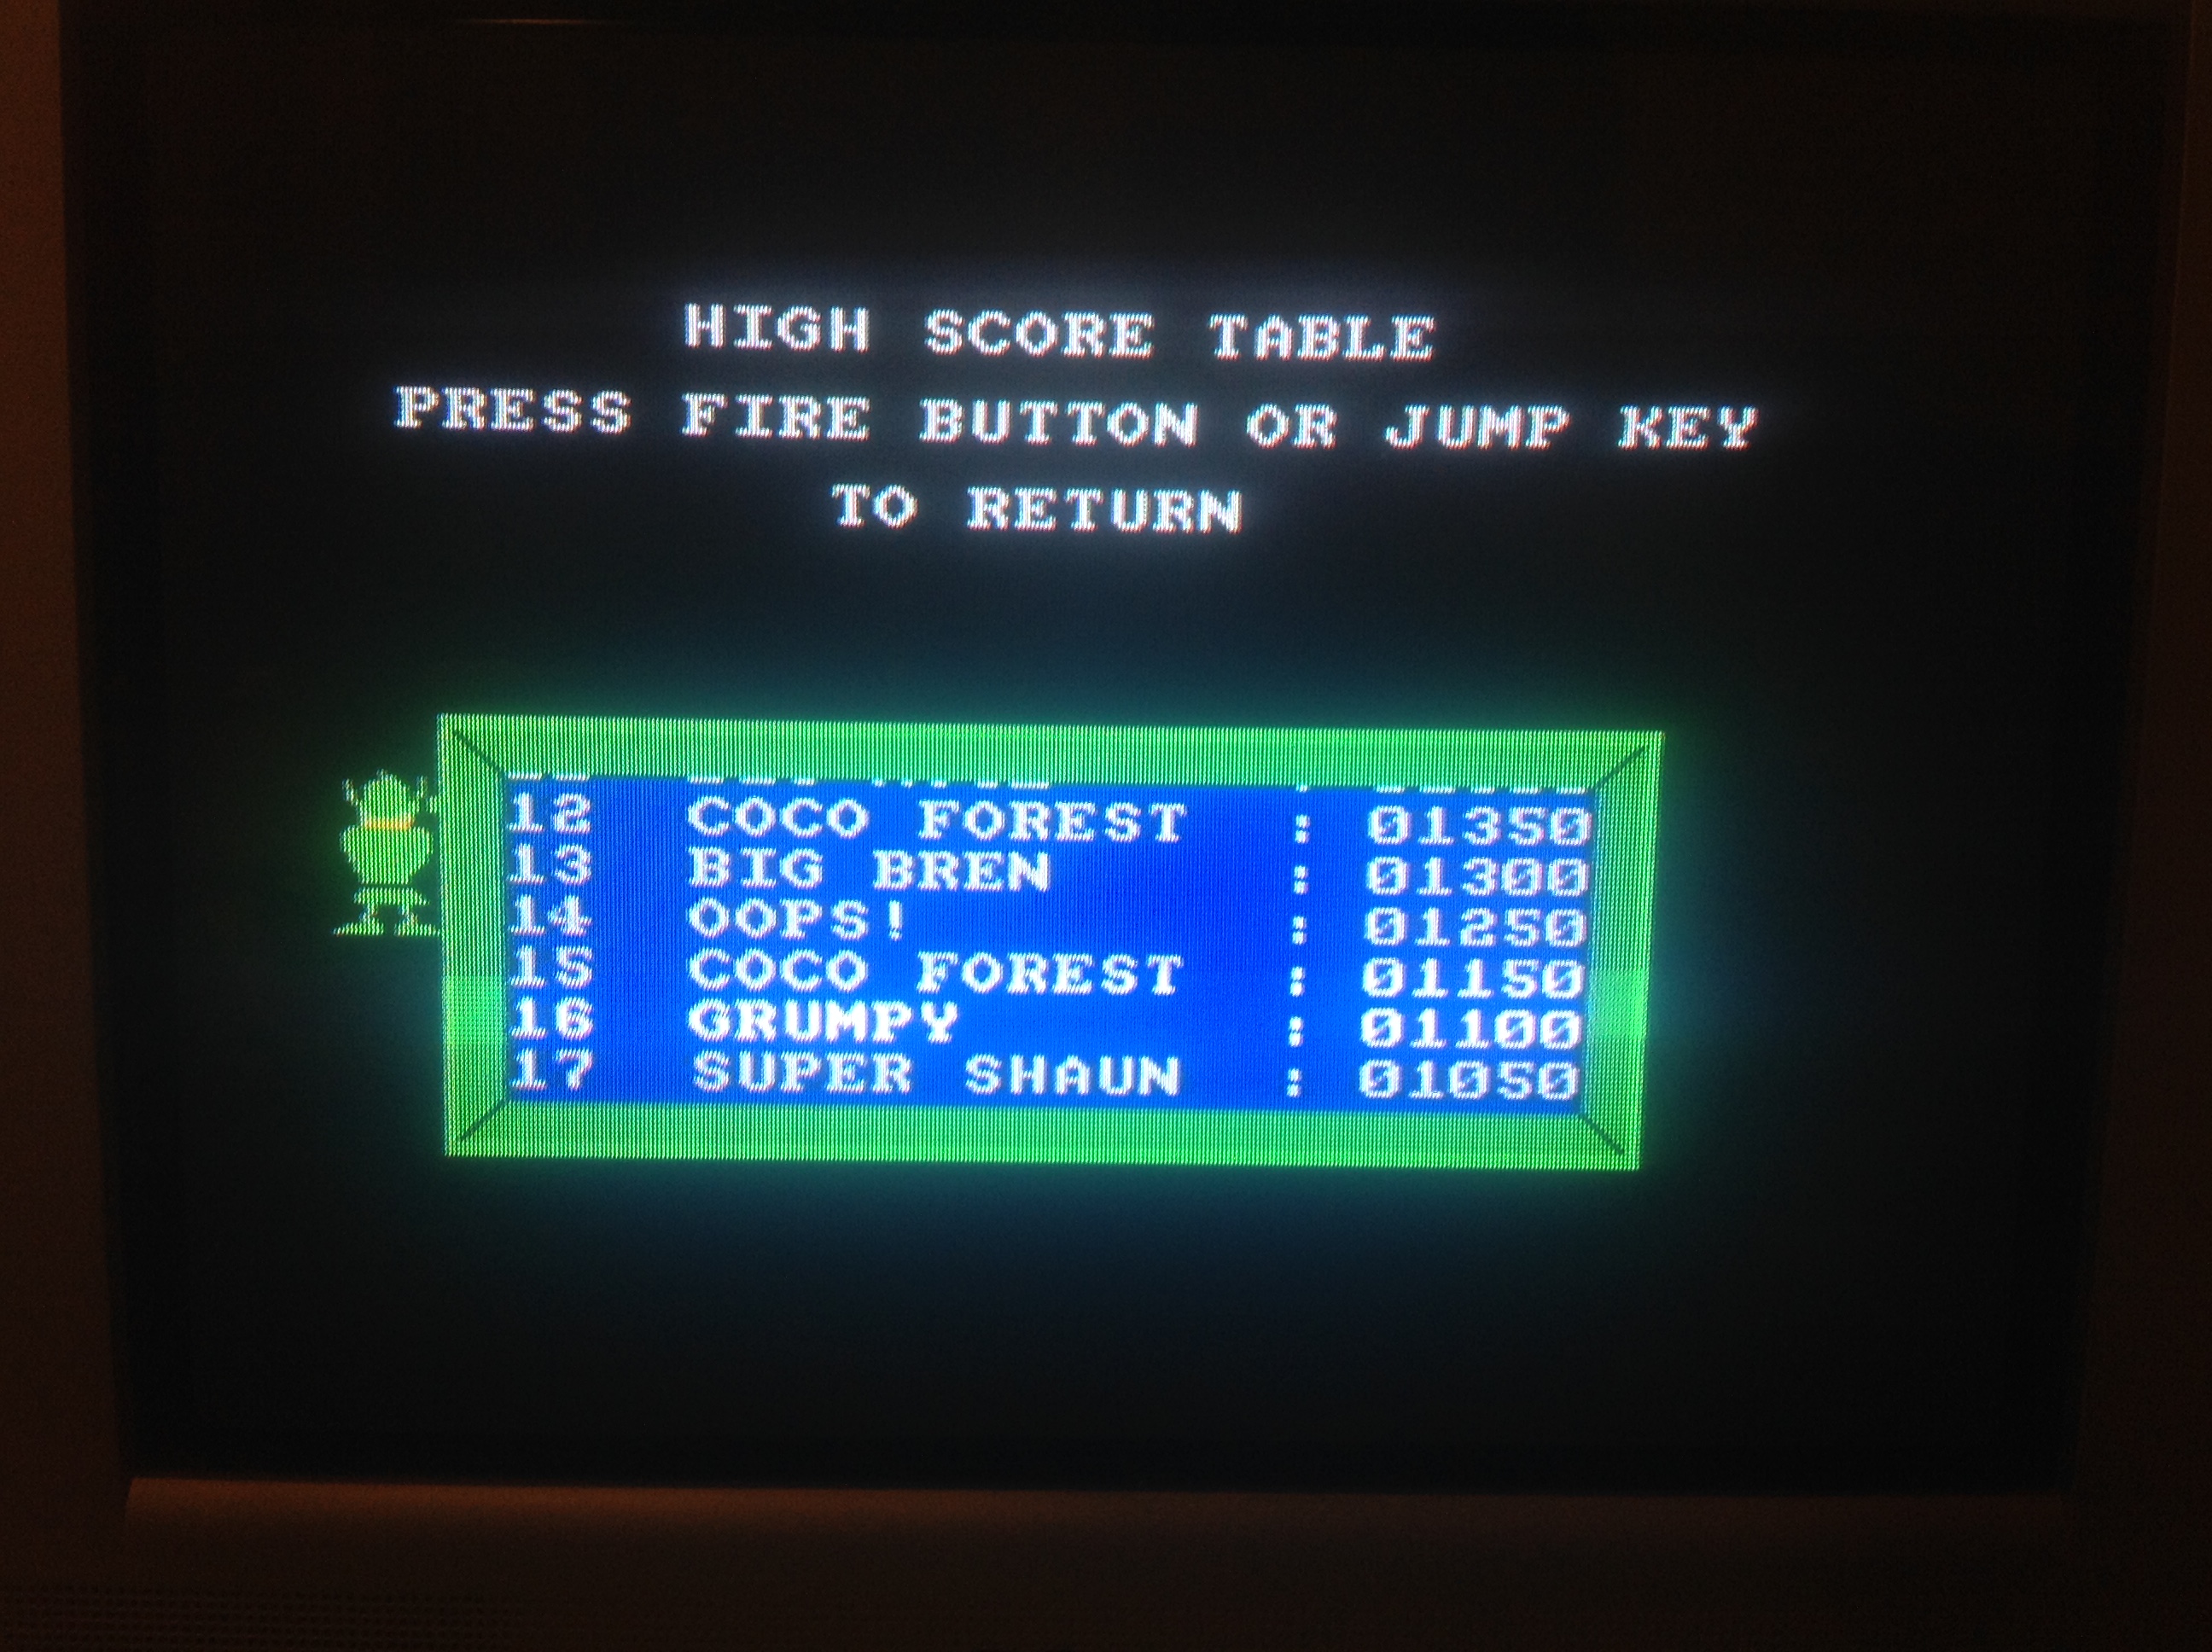 HIGH SCORE TABLE
PRESS FIRE BUTTON OR JUMP KEY
TO RETURN
12 COCO FOREST : 01350
13 BIG BREN : 01300
14 OOPS! : 01250
15 COCO FOREST : 01150
16 GRUMPY : 01100
17 SUPER SHAUN : 01050